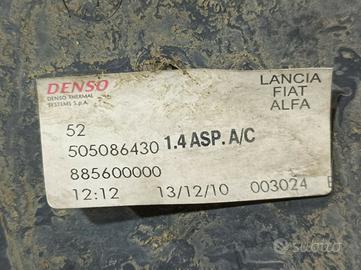 DENSO
DENSO THERMAL
SYSTEMS S.p.A.
LANCIA
FIAT
ALFA
52
505086430 1.4 ASP. A/C
885600000
12:12 13/12/10 003024
subito